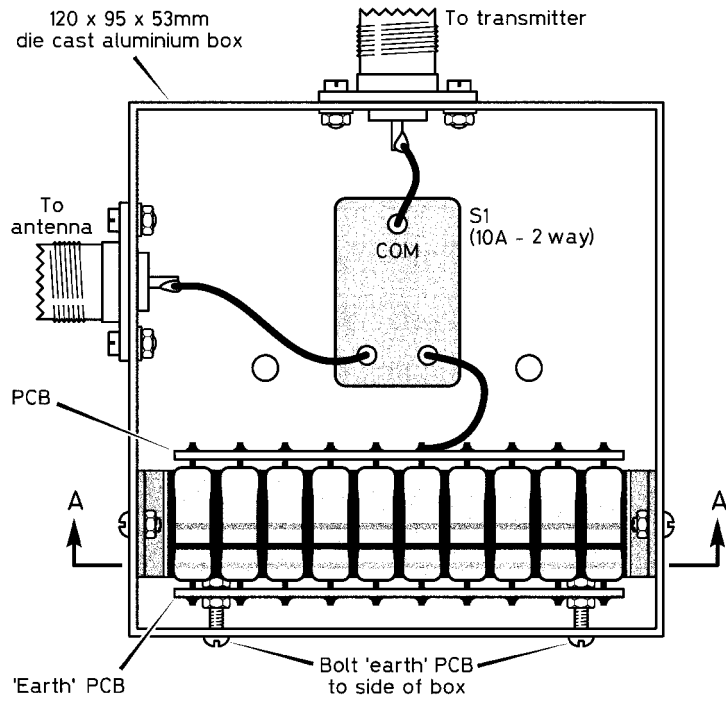 120 x 95 x 53mm
die cast aluminium box
To transmitter
To
antenna
S1
(10A – 2 way)
COM
PCB
A
A
'Earth' PCB
Bolt 'earth' PCB
to side of box